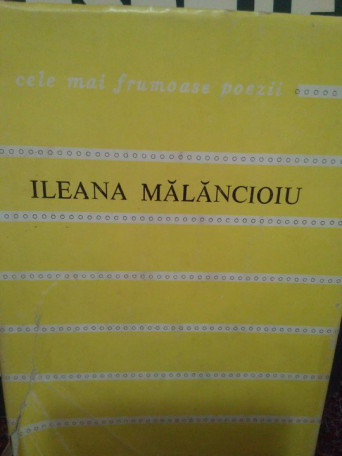 cele mai frumoase poezii
ILEANA MĂLĂNCIOIU